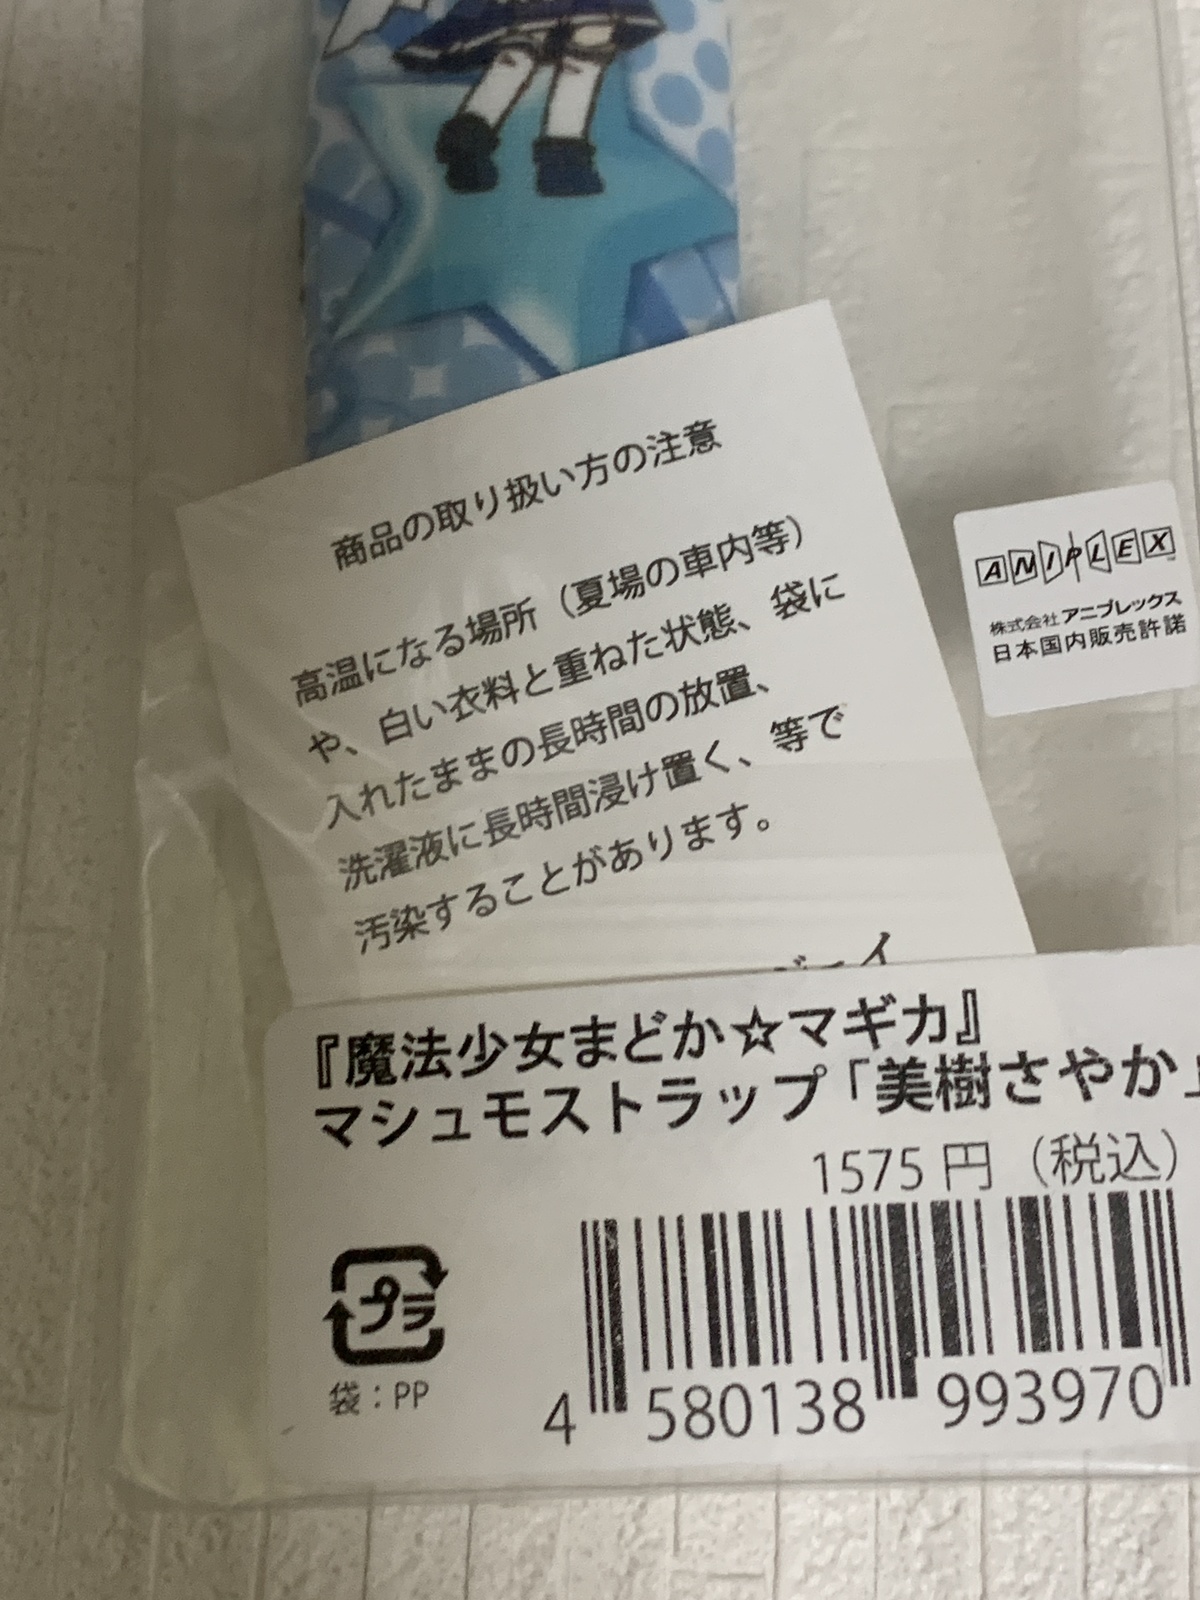 商品の取り扱い方の注意
高温になる場所（夏場の車内等）
や、白い衣料と重ねた状態、袋に
入れたままの長時間の放置、
洗濯液に長時間浸け置く、等で
汚染することがあります。
ANIPLEX
株式会社アニプレックス
日本国内販売許諾
『魔法少女まどか☆マギカ』
マシュモストラップ「美樹さやか」
1575円（税込）
プラ
袋：PP
4 580138 993970